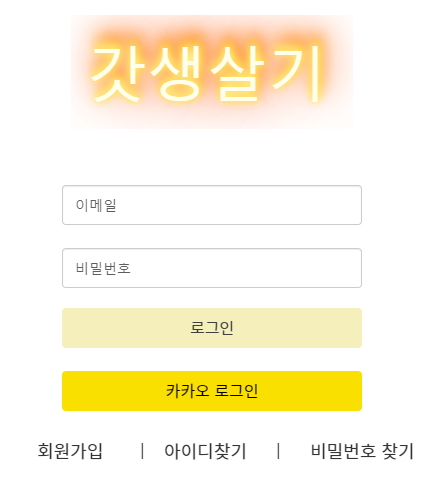 갓생살기
이메일
비밀번호
로그인
카카오 로그인
회원가입 | 아이디찾기 | 비밀번호 찾기